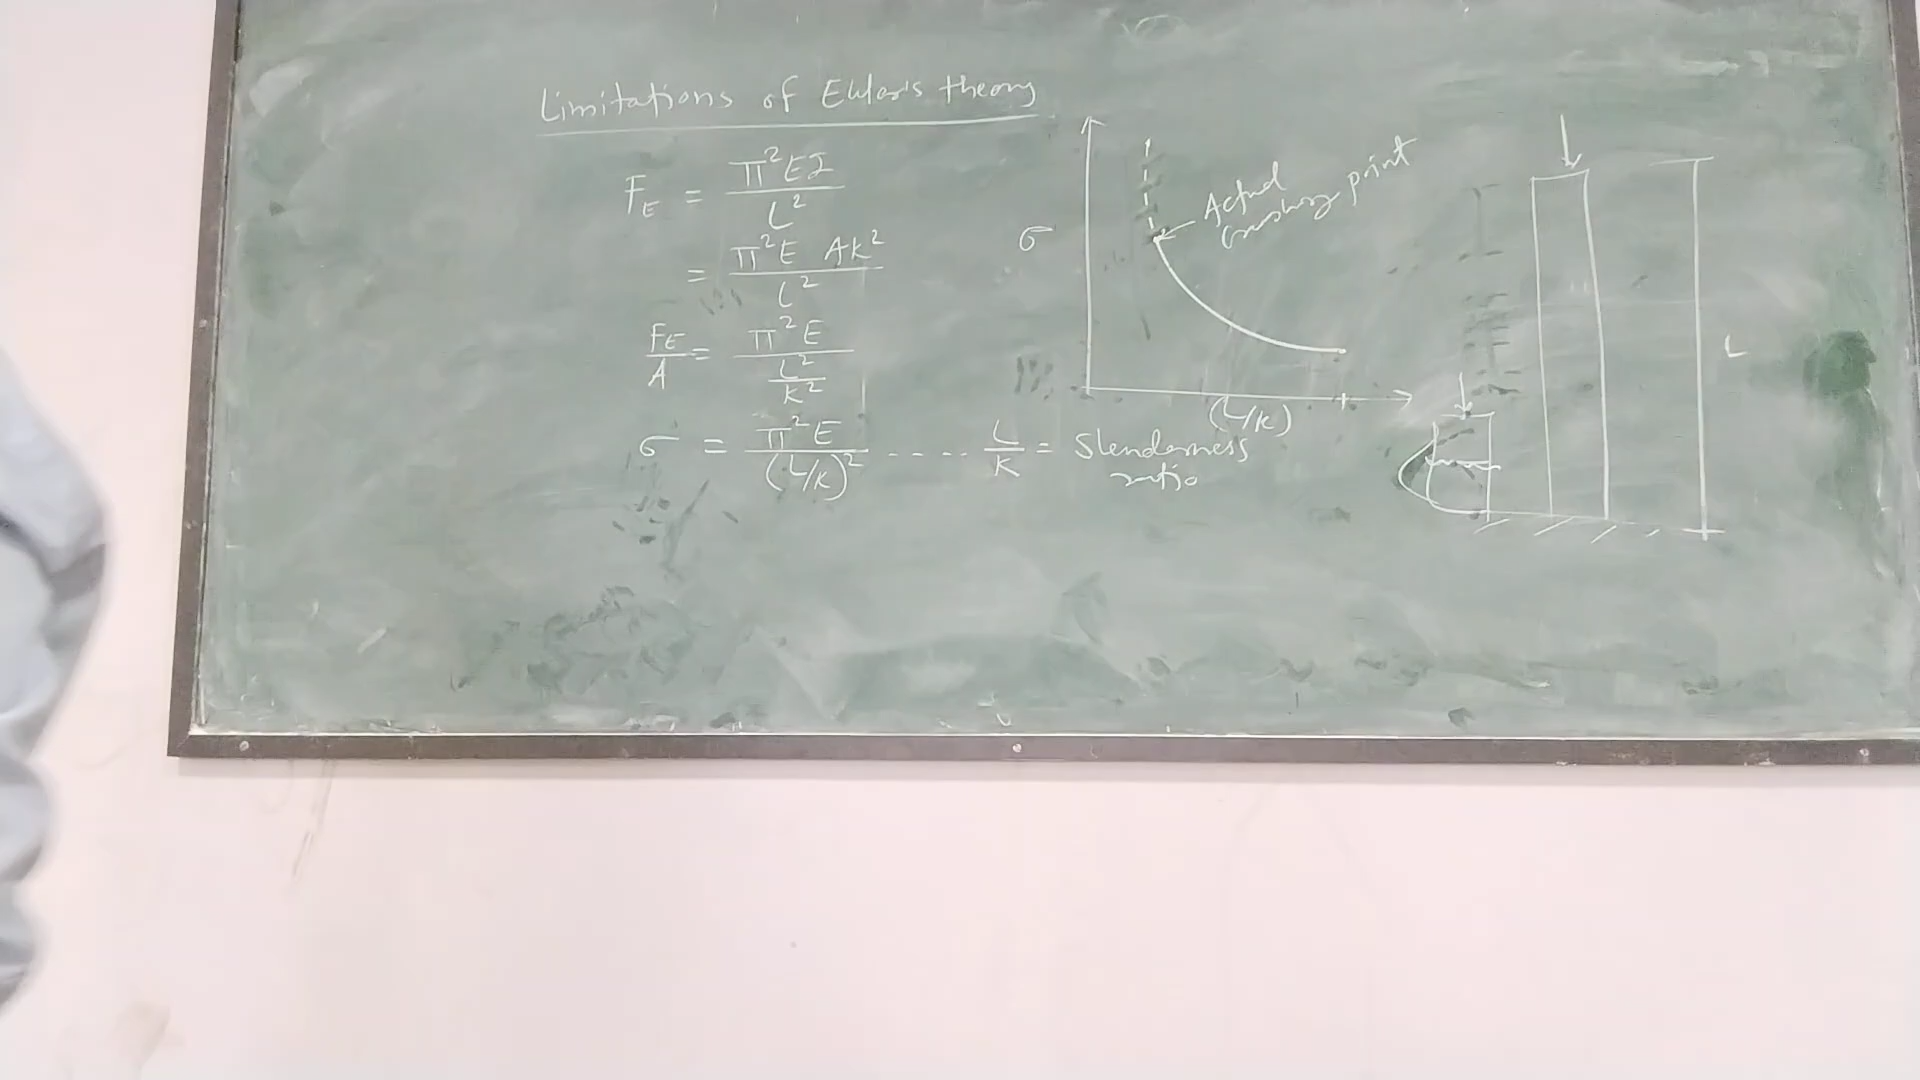 Limitations of Euler's theory
F_E = π²EI / L²
= π²E Ak² / L²
F_E / A = π²E / (L² / k²)
σ = π²E / (L/k)² .... L/k = Slenderness ratio
σ
Actual
crushing point
(L/k)
L